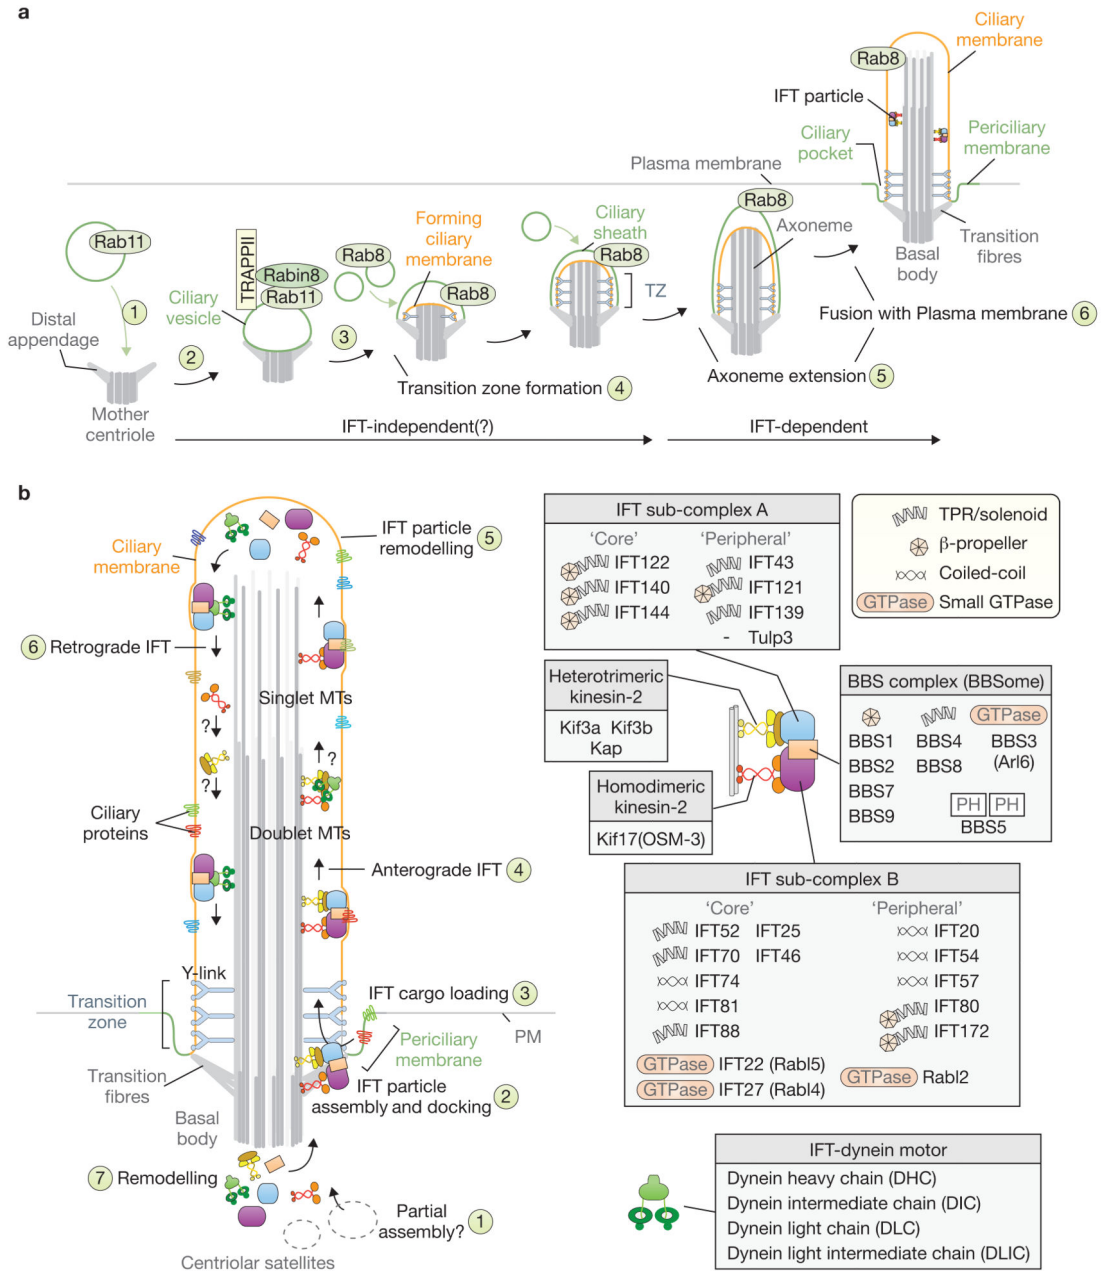 a
Ciliary
membrane
Rab8
IFT particle
Ciliary
pocket
Periciliary
membrane
Plasma membrane
Rab8
Axoneme
Basal
body
Transition
fibres
Rab11
TRAPPII
Rabin8
Rab11
Rab8
Forming
ciliary
membrane
Rab8
Ciliary
sheath
Rab8
TZ
Distal
appendage
1
Ciliary
vesicle
2
3
Mother
centriole
Transition zone formation 4
Axoneme extension 5
Fusion with Plasma membrane 6
IFT-independent(?)
IFT-dependent
b
Ciliary
membrane
IFT particle
remodelling
5
6 Retrograde IFT
Singlet MTs
?
?
?
Ciliary
proteins
Doublet MTs
Anterograde IFT 4
Y-link
Transition
zone
IFT cargo loading 3
PM
Periciliary
membrane
Transition
fibres
IFT particle
assembly and docking
2
Basal
body
7 Remodelling
Partial
assembly?
1
Centriolar satellites
IFT sub-complex A
'Core'
'Peripheral'
IFT122
IFT43
IFT140
IFT121
IFT144
IFT139
- Tulp3
TPR/solenoid
β-propeller
Coiled-coil
GTPase Small GTPase
Heterotrimeric
kinesin-2
Kif3a Kif3b
Kap
Homodimeric
kinesin-2
Kif17(OSM-3)
BBS complex (BBSome)
GTPase
BBS1 BBS4 BBS3
BBS2 BBS8 (Arl6)
BBS7
BBS9
PH PH
BBS5
IFT sub-complex B
'Core'
'Peripheral'
IFT52 IFT25
IFT20
IFT70 IFT46
IFT54
IFT74
IFT57
IFT81
IFT80
IFT88
IFT172
GTPase IFT22 (Rabl5)
GTPase IFT27 (Rabl4)
GTPase Rabl2
IFT-dynein motor
Dynein heavy chain (DHC)
Dynein intermediate chain (DIC)
Dynein light chain (DLC)
Dynein light intermediate chain (DLIC)